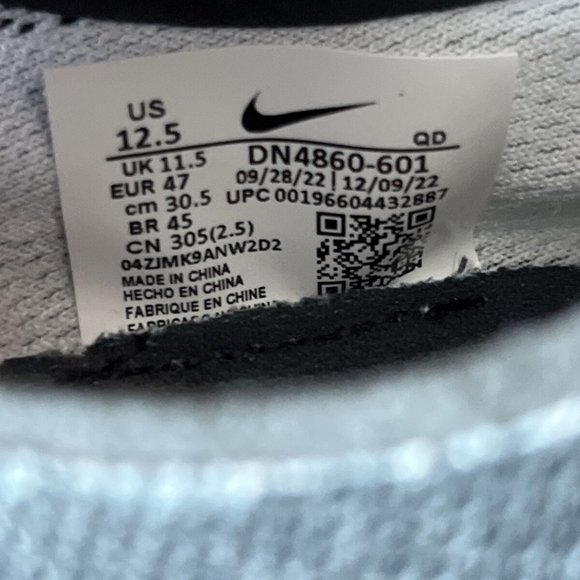 US
12.5
QD
UK 11.5
DN4860-601
EUR 47
09/28/22 | 12/09/22
cm 30.5
UPC 00196604432887
BR 45
CN 305(2.5)
04ZJMK9ANW2D2
MADE IN CHINA
HECHO EN CHINA
FABRIQUE EN CHINE